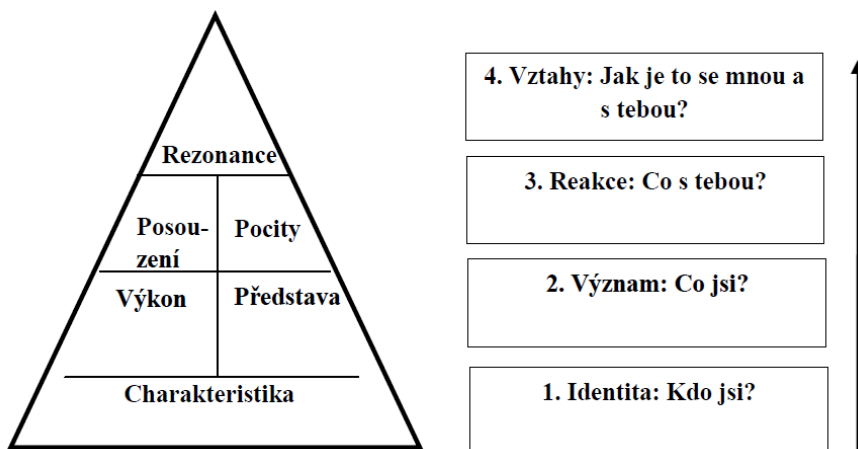 Rezonance
Posou-
zení
Pocity
Výkon
Představa
Charakteristika
4. Vztahy: Jak je to se mnou a
s tebou?
3. Reakce: Co s tebou?
2. Význam: Co jsi?
1. Identita: Kdo jsi?